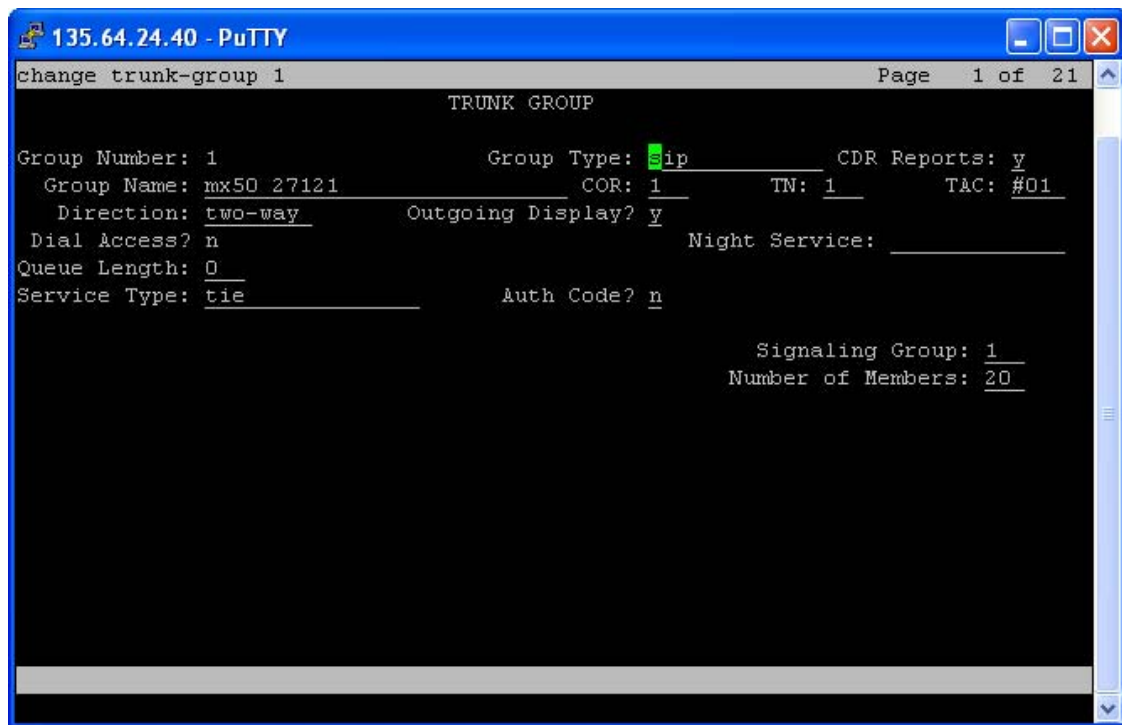 135.64.24.40 - PuTTY
change trunk-group 1 Page 1 of 21
TRUNK GROUP
Group Number: 1 Group Type: sip CDR Reports: y
Group Name: mx50 27121 COR: 1 TN: 1 TAC: #01
Direction: two-way Outgoing Display? y
Dial Access? n Night Service:
Queue Length: 0
Service Type: tie Auth Code? n
Signaling Group: 1
Number of Members: 20